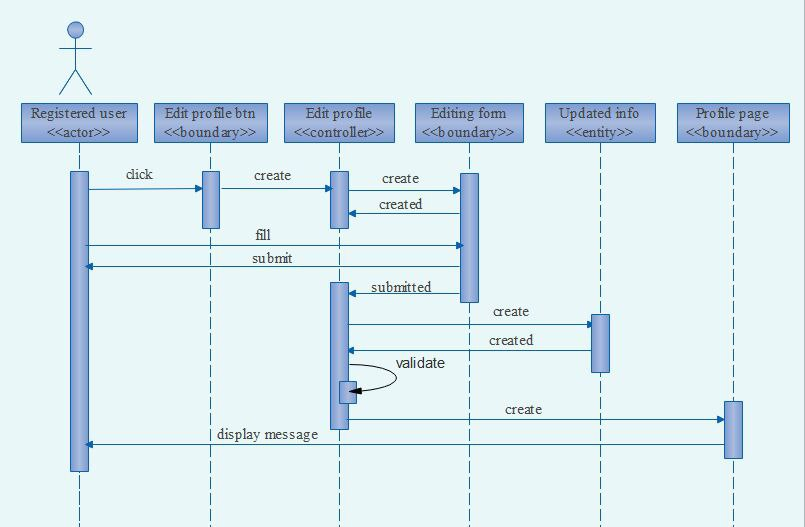 Registered user
<<actor>>
Edit profile btn
<<boundary>>
Edit profile
<<controller>>
Editing form
<<boundary>>
Updated info
<<entity>>
Profile page
<<boundary>>
click
create
create
created
fill
submit
submitted
create
created
validate
create
display message